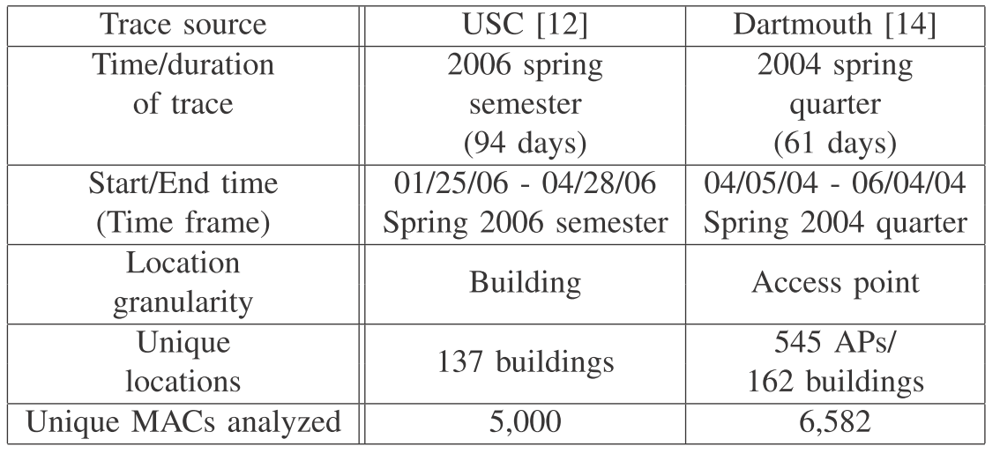 Trace source USC [12] Dartmouth [14]
Time/duration of trace 2006 spring semester (94 days) 2004 spring quarter (61 days)
Start/End time (Time frame) 01/25/06 - 04/28/06 Spring 2006 semester 04/05/04 - 06/04/04 Spring 2004 quarter
Location granularity Building Access point
Unique locations 137 buildings 545 APs/ 162 buildings
Unique MACs analyzed 5,000 6,582